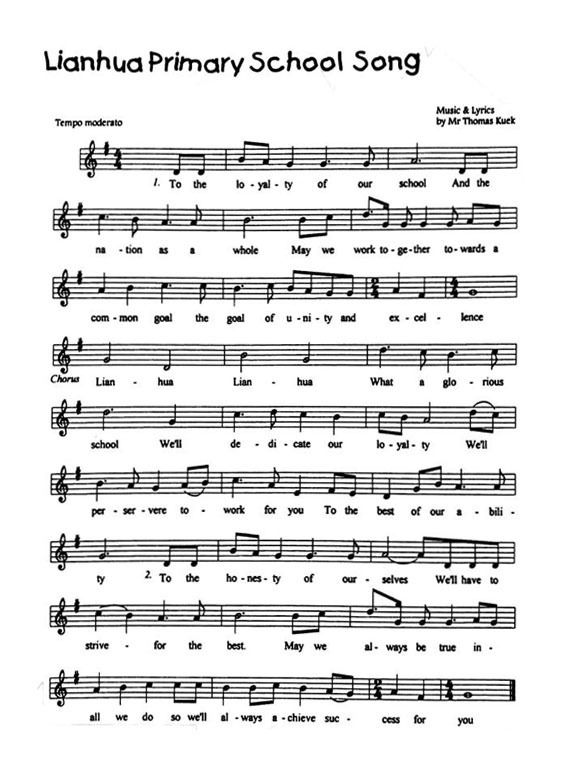 Lianhua Primary School Song
Music & Lyrics
Tempo moderato
by Mr Thomas Kuek
1. To the lo - yal - ty of our school And the
na - tion as a whole May we work to - ge - ther to - wards a
com - mon goal the goal of u - ni - ty and ex - cel - lence
Chorus Lian - hua Lian - hua What a glo - rious
school We'll de - di - cate our lo - yal - ty We'll
per - ser - vere to - work for you To the best of our a - bili -
ty 2. To the ho - nes - ty of our - selves We'll have to
strive - for the best. May we al - ways be true in -
all we do so we'll al - ways a - chieve suc - cess for you